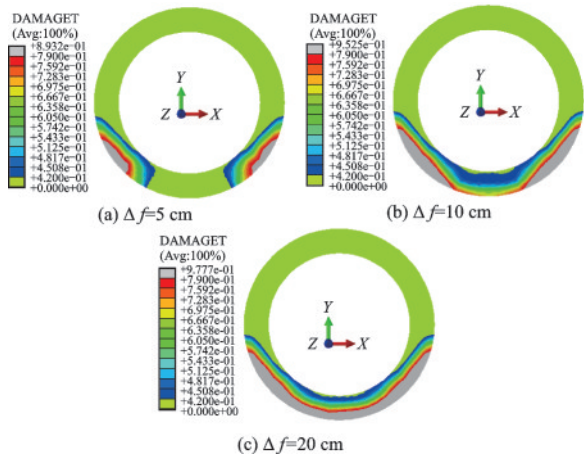 DAMAGET
(Avg:100%)
+8.932e-01
+7.900e-01
+7.592e-01
+7.283e-01
+6.975e-01
+6.667e-01
+6.358e-01
+6.050e-01
+5.742e-01
+5.433e-01
+5.125e-01
+4.817e-01
+4.508e-01
+4.200e-01
+0.000e+00
Y
Z
X
(a) Δ f=5 cm
DAMAGET
(Avg:100%)
+9.525e-01
+7.900e-01
+7.592e-01
+7.283e-01
+6.975e-01
+6.667e-01
+6.358e-01
+6.050e-01
+5.742e-01
+5.433e-01
+5.125e-01
+4.817e-01
+4.508e-01
+4.200e-01
+0.000e+00
Y
Z
X
(b) Δ f=10 cm
DAMAGET
(Avg:100%)
+9.777e-01
+7.900e-01
+7.592e-01
+7.283e-01
+6.975e-01
+6.667e-01
+6.358e-01
+6.050e-01
+5.742e-01
+5.433e-01
+5.125e-01
+4.817e-01
+4.508e-01
+4.200e-01
+0.000e+00
Y
Z
X
(c) Δ f=20 cm